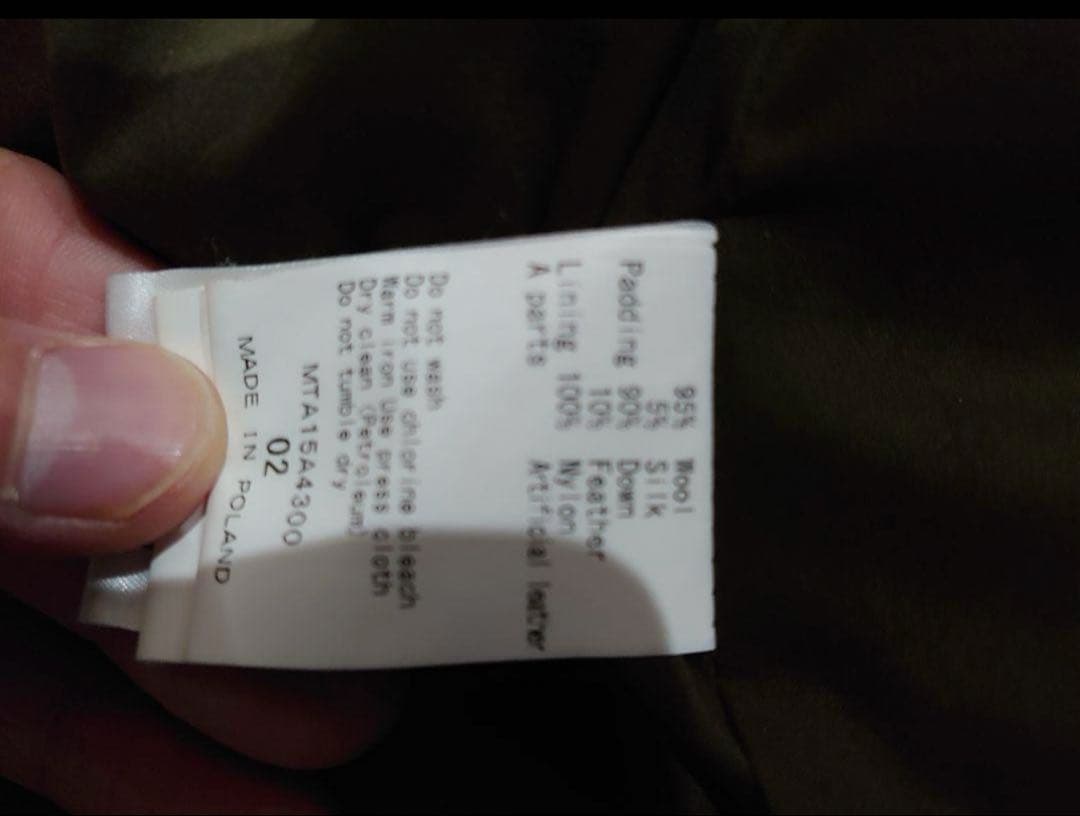 95% Wool
5% Silk
Padding 90% Down
10% Feather
Lining 100% Nylon
A parts Artificial leather
Do not wash
Do not use chlorine bleach
Warm iron Use press cloth
Dry clean (Petroleum)
Do not tumble dry
MTA15A4300
02
MADE IN POLAND